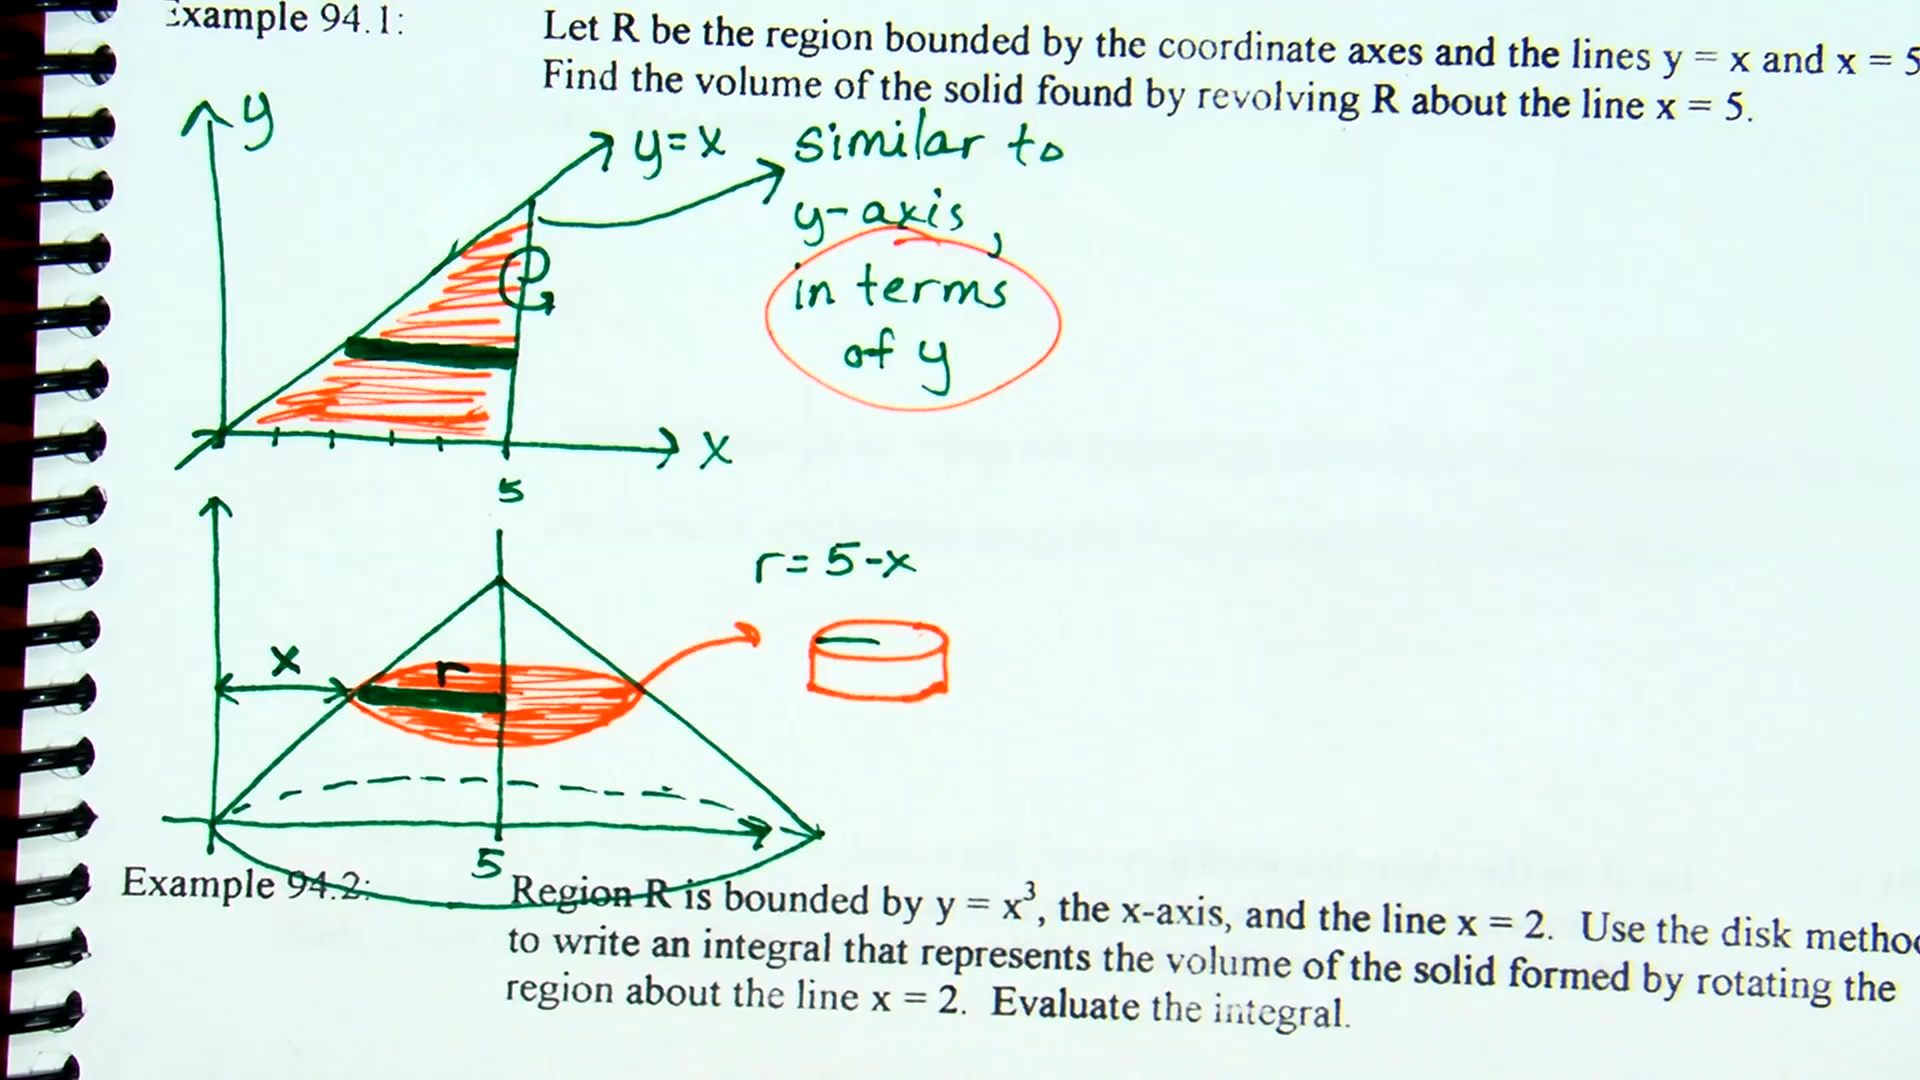 Example 94.1:
Let R be the region bounded by the coordinate axes and the lines y = x and x = 5
Find the volume of the solid found by revolving R about the line x = 5.
y
y=x
similar to
y-axis,
in terms
of y
x
5
r = 5-x
x
r
5
Example 94.2:
Region R is bounded by y = x³, the x-axis, and the line x = 2. Use the disk metho
to write an integral that represents the volume of the solid formed by rotating the
region about the line x = 2. Evaluate the integral.